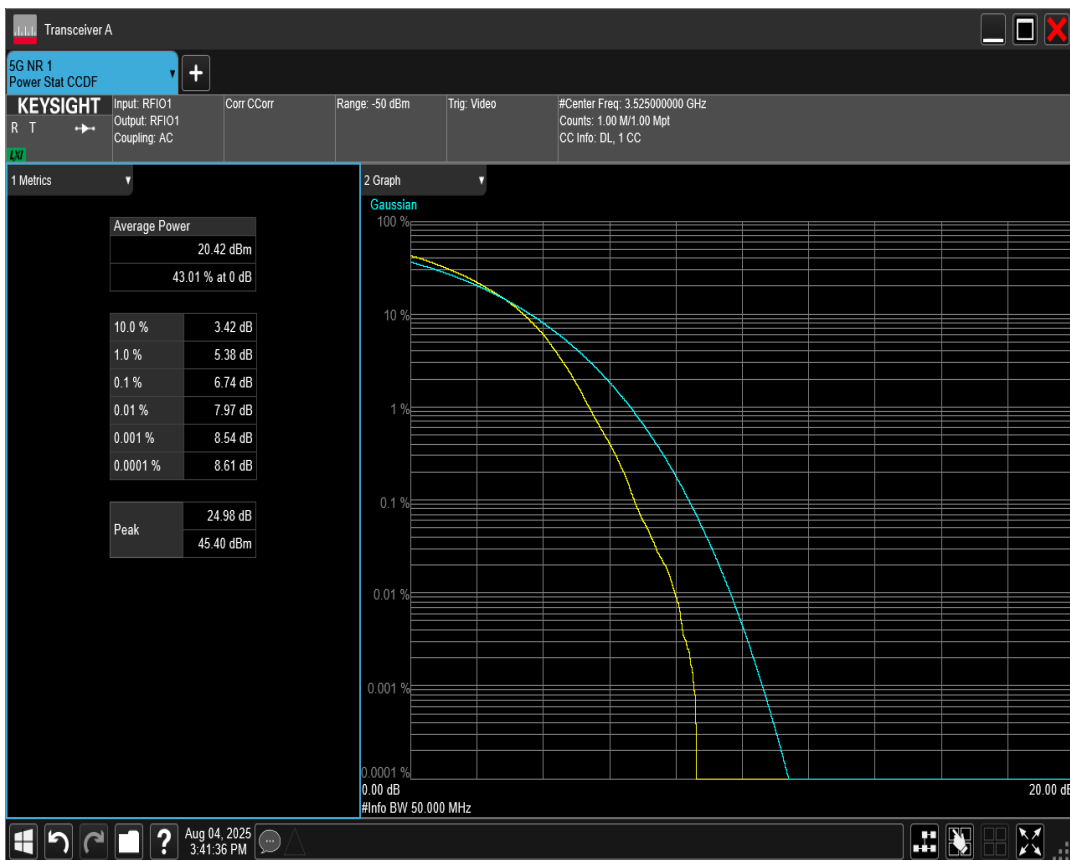 Transceiver A
5G NR 1
Power Stat CCDF
+
KEYSIGHT
R T
LXI
Input: RFIO1
Output: RFIO1
Coupling: AC
Corr CCorr
Range: -50 dBm
Trig: Video
#Center Freq: 3.525000000 GHz
Counts: 1.00 M/1.00 Mpt
CC Info: DL, 1 CC
1 Metrics
Average Power
20.42 dBm
43.01 % at 0 dB
10.0 % 3.42 dB
1.0 % 5.38 dB
0.1 % 6.74 dB
0.01 % 7.97 dB
0.001 % 8.54 dB
0.0001 % 8.61 dB
Peak
24.98 dB
45.40 dBm
2 Graph
Gaussian
100 %
10 %
1 %
0.1 %
0.01 %
0.001 %
0.0001 %
0.00 dB 20.00 dB
#Info BW 50.000 MHz
?
Aug 04, 2025
3:41:36 PM